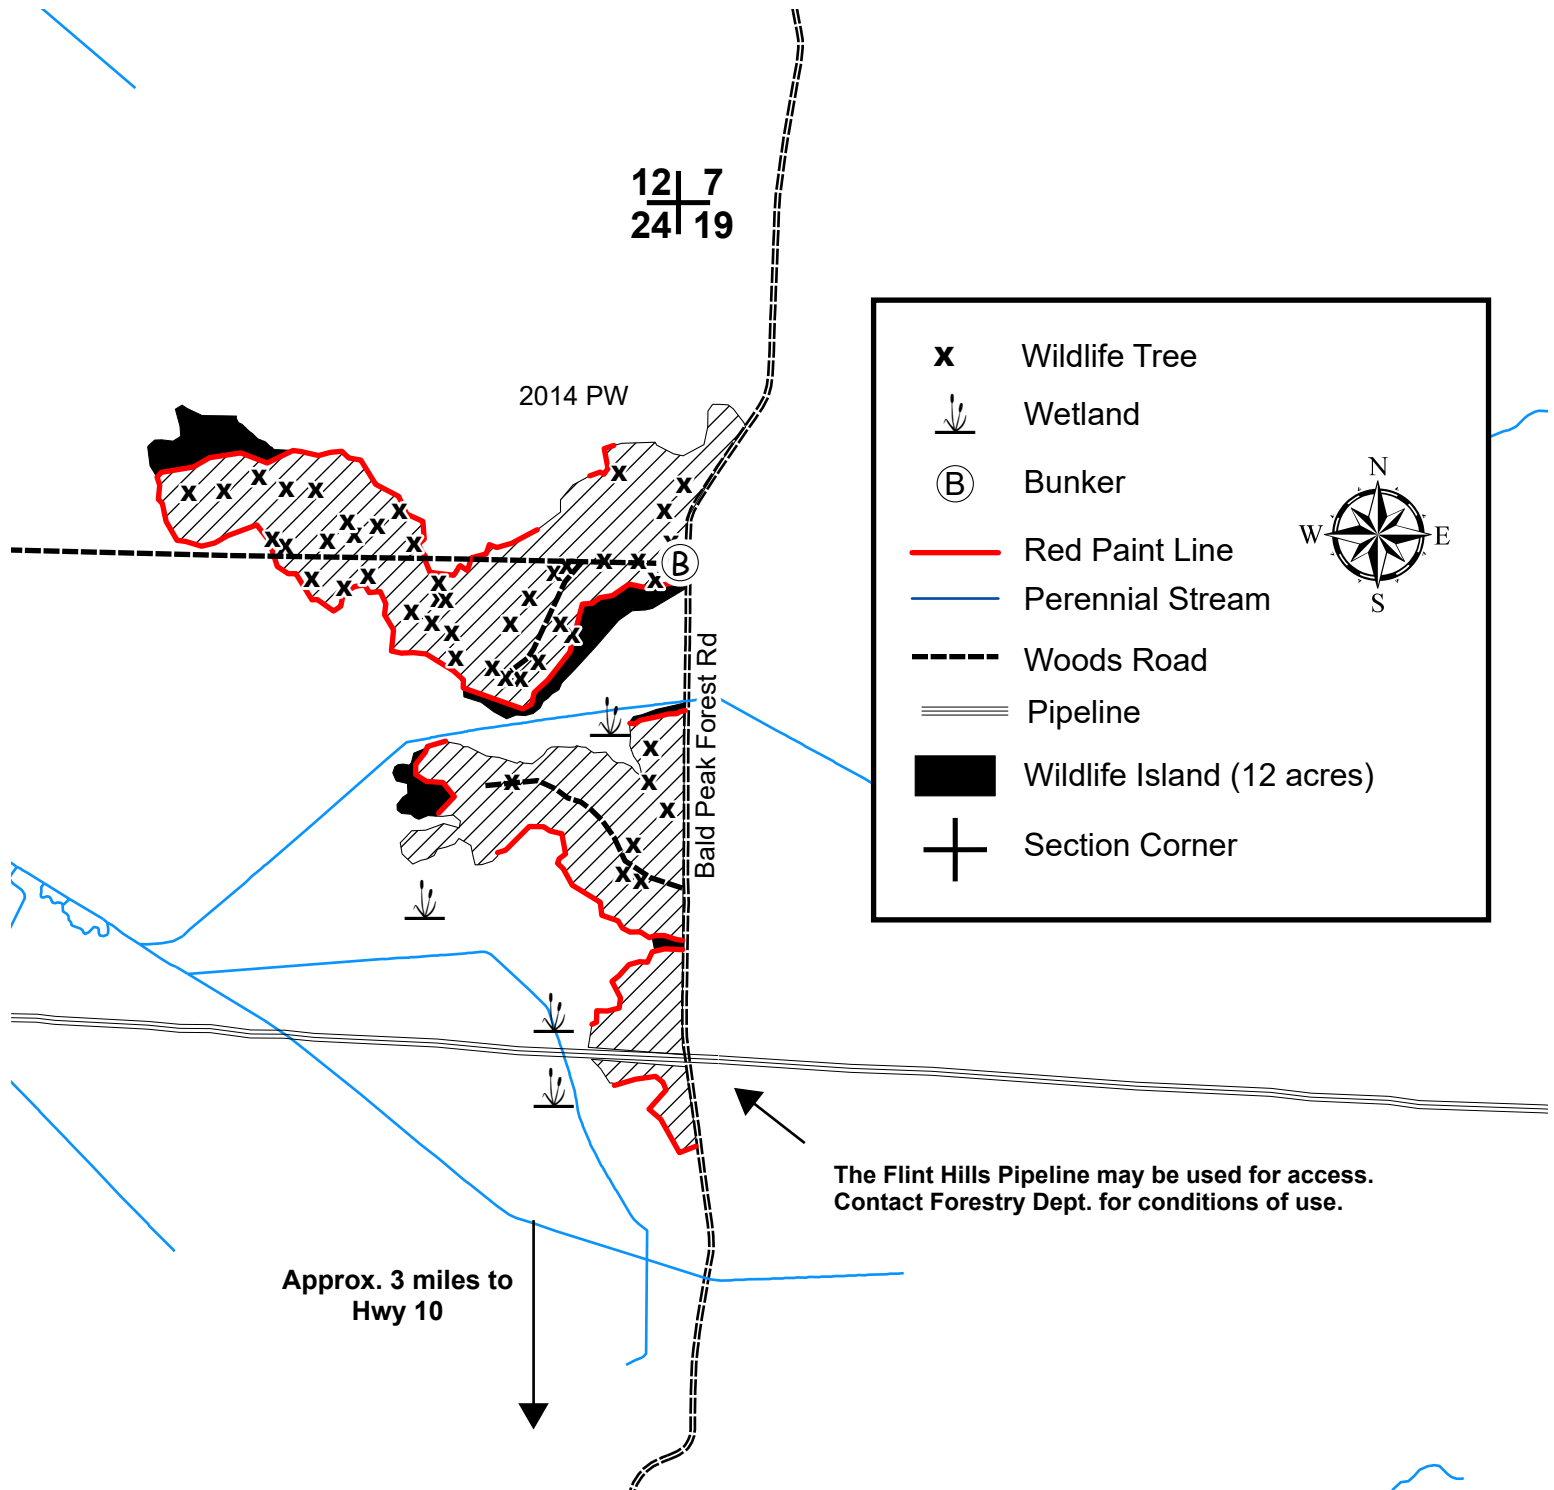 12 7
24 19
2014 PW
x Wildlife Tree
Wetland
B Bunker
Red Paint Line
Perennial Stream
Woods Road
Pipeline
Wildlife Island (12 acres)
Section Corner
N
W E
S
B
Bald Peak Forest Rd
The Flint Hills Pipeline may be used for access.
Contact Forestry Dept. for conditions of use.
Approx. 3 miles to
Hwy 10